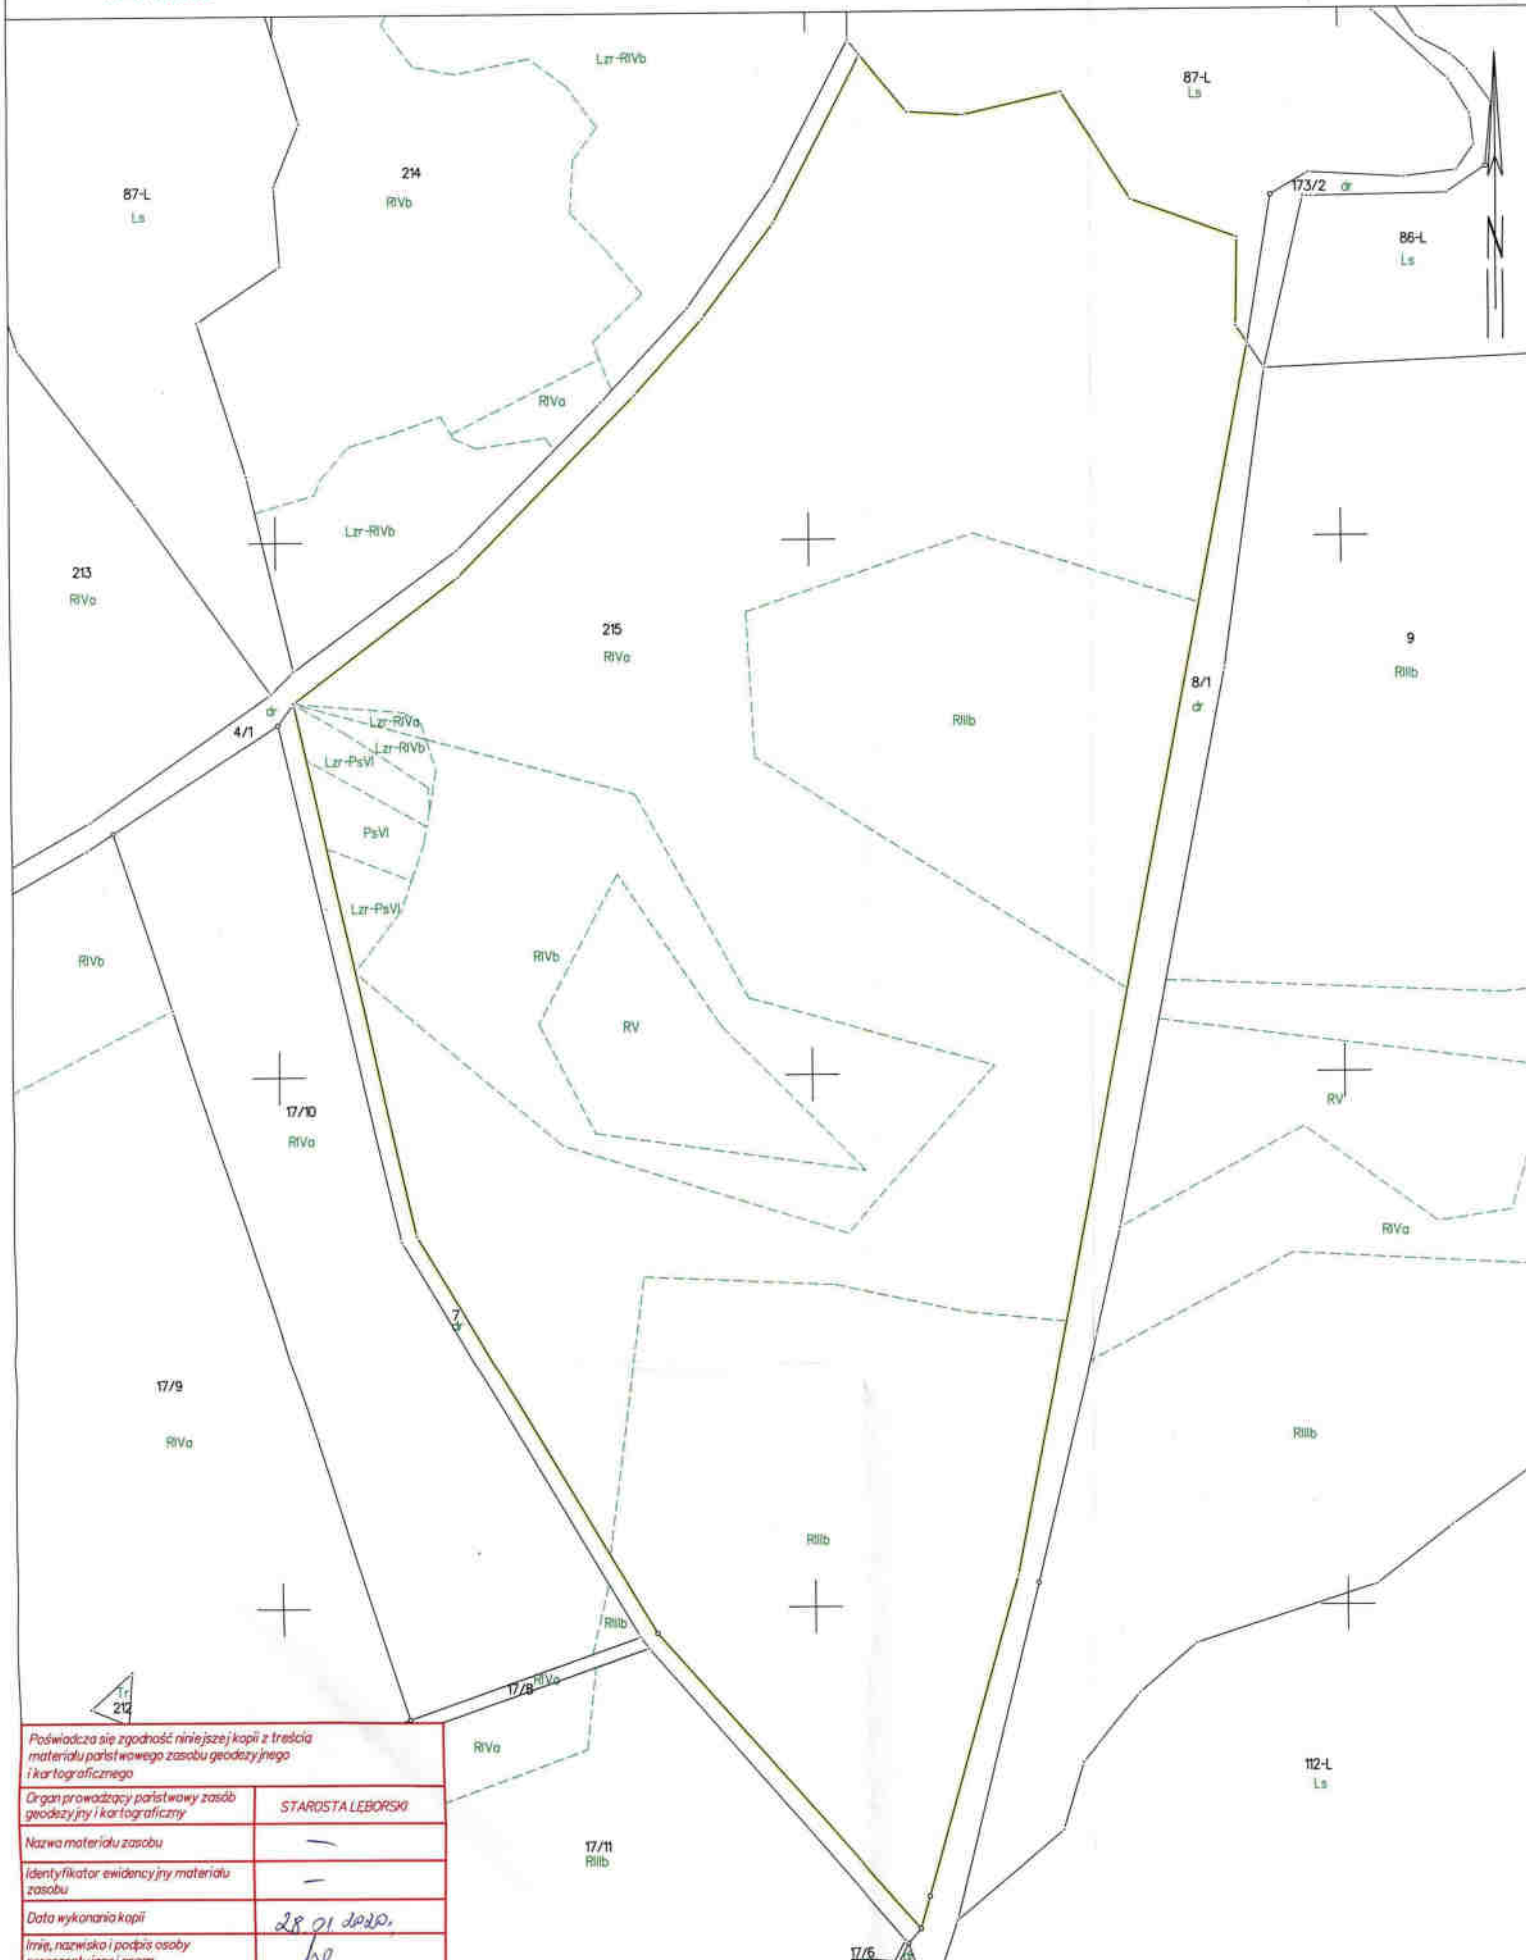 Lzr-RIVb
87-L
Ls
214
RIVb
87-L
Ls
173/2 dr
86-L
Ls
N
RIVa
Lzr-RIVb
213
RIVa
215
RIVa
9
RIIIb
8/1
dr
RIIIb
dr
4/1
Lzr-RIVa
Lzr-RIVb
Lzr-PsVI
PsVI
Lzr-PsVI
RIVb
RIVb
RV
RV
17/10
RIVa
RIVa
7
dr
17/9
RIVa
RIIIb
RIIIb
RIIIb
17/8 RIVa
Tr
212
RIVa
112-L
Ls
17/11
RIIIb
17/6
Poświadcza się zgodność niniejszej kopii z treścią
materiału państwowego zasobu geodezyjnego
i kartograficznego
Organ prowadzący państwowy zasób
geodezyjny i kartograficzny
STAROSTA LĘBORSKI
Nazwa materiału zasobu
—
Identyfikator ewidencyjny materiału
zasobu
—
Data wykonania kopii
28.01.2020.
Imię, nazwisko i podpis osoby